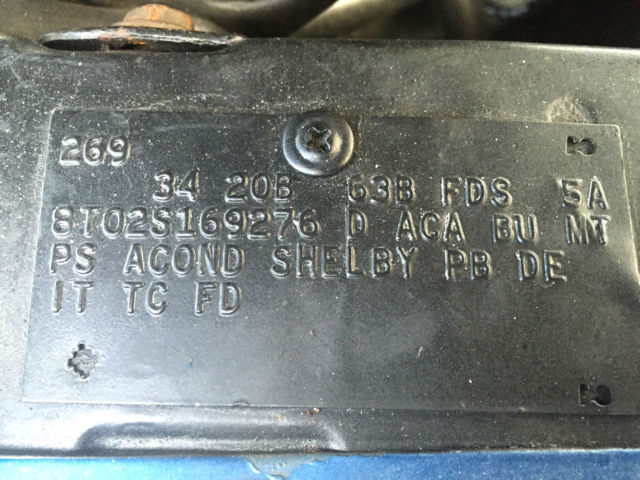 269
34 20B 63B FDS 5A
8T02S169276 D ACA BU MT
PS ACOND SHELBY PB DE
IT TC FD